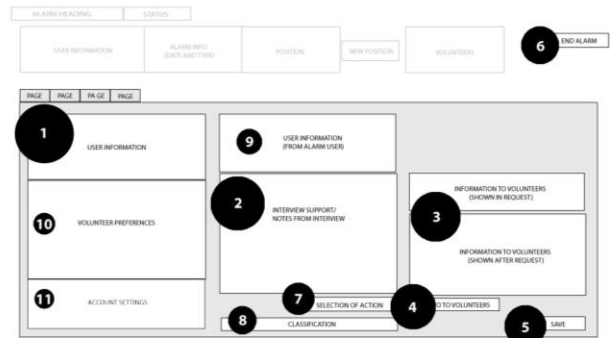 ALARM HEADING
STATUS
USER INFORMATION
ALARM INFO
(DATE AND TYPE)
POSITION
NEW POSITION
VOLUNTEERS
6
END ALARM
PAGE
PAGE
PA GE
PAGE
1
USER INFORMATION
9
USER INFORMATION
(FROM ALARM USER)
2
INTERVIEW SUPPORT/
NOTES FROM INTERVIEW
INFORMATION TO VOLUNTEERS
(SHOWN IN REQUEST)
3
10
VOLUNTEER PREFERENCES
INFORMATION TO VOLUNTEERS
(SHOWN AFTER REQUEST)
11
ACCOUNT SETTINGS
7
SELECTION OF ACTION
4
O TO VOLUNTEERS
8
CLASSIFICATION
5
SAVE